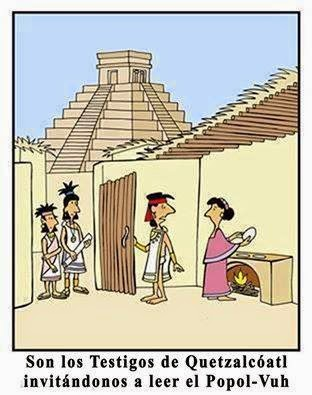 Son los Testigos de Quetzalcóatl
invitándonos a leer el Popol-Vuh